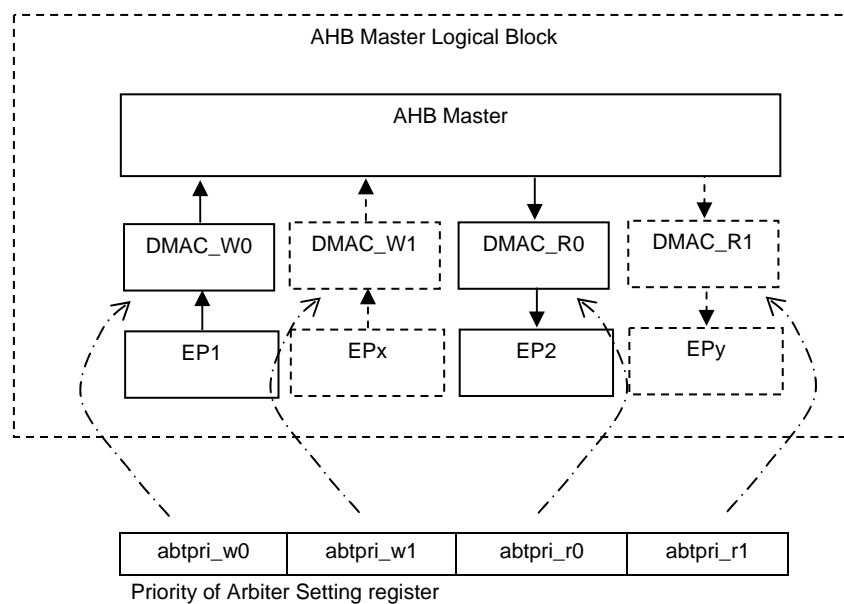 AHB Master Logical Block
AHB Master
DMAC_W0
DMAC_W1
DMAC_R0
DMAC_R1
EP1
EPx
EP2
EPy
abtpri_w0
abtpri_w1
abtpri_r0
abtpri_r1
Priority of Arbiter Setting register